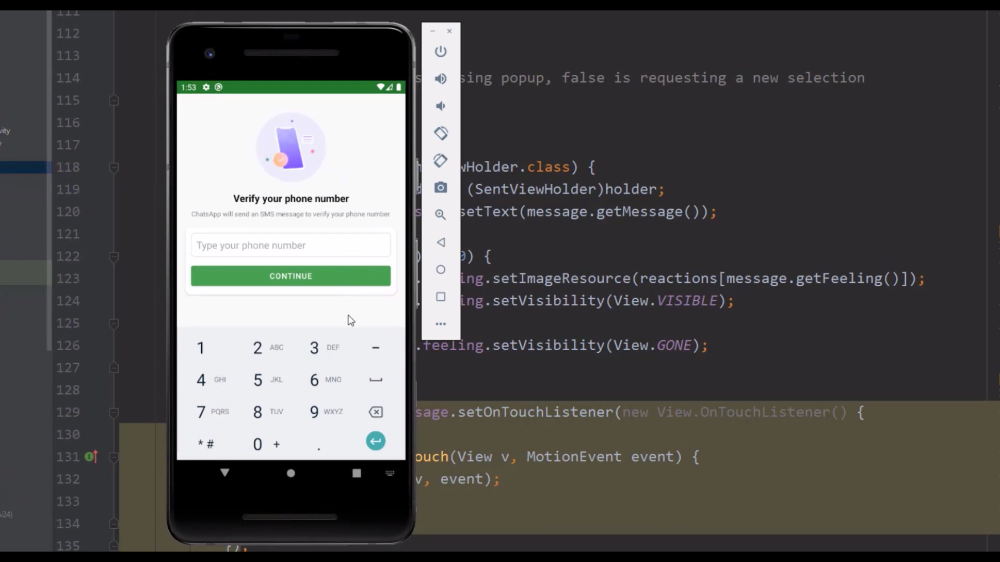 111
112
113
114
sing popup, false is requesting a new selection
115
116
vity
117
118
wHolder.class) {
119
(SentViewHolder)holder;
120
setText(message.getMessage());
121
122
0) {
123
ing.setImageResource(reactions[message.getFeeling()]);
124
ing.setVisibility(View.VISIBLE);
125
126
.feeling.setVisibility(View.GONE);
127
128
129
sage.setOnTouchListener(new View.OnTouchListener() {
130
131
ouch(View v, MotionEvent event) {
132
v, event);
133
v24)
134
135
});
1:53
Verify your phone number
ChatsApp will send an SMS message to verify your phone number.
Type your phone number
CONTINUE
1 2 ABC 3 DEF -
4 GHI 5 JKL 6 MNO
7 PQRS 8 TUV 9 WXYZ
* # 0 + .